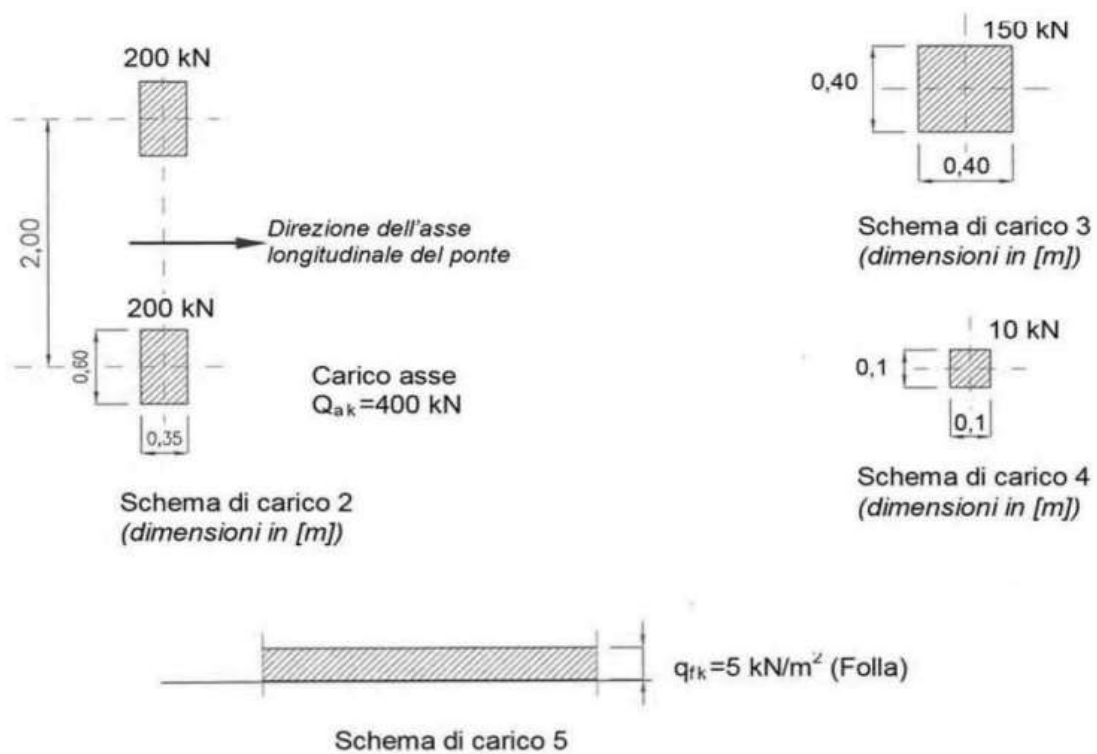 200 kN
2,00
Direzione dell'asse
longitudinale del ponte
200 kN
0,60
0,35
Carico asse
Qak=400 kN
Schema di carico 2
(dimensioni in [m])
150 kN
0,40
0,40
Schema di carico 3
(dimensioni in [m])
10 kN
0,1
0,1
Schema di carico 4
(dimensioni in [m])
qfk=5 kN/m² (Folla)
Schema di carico 5